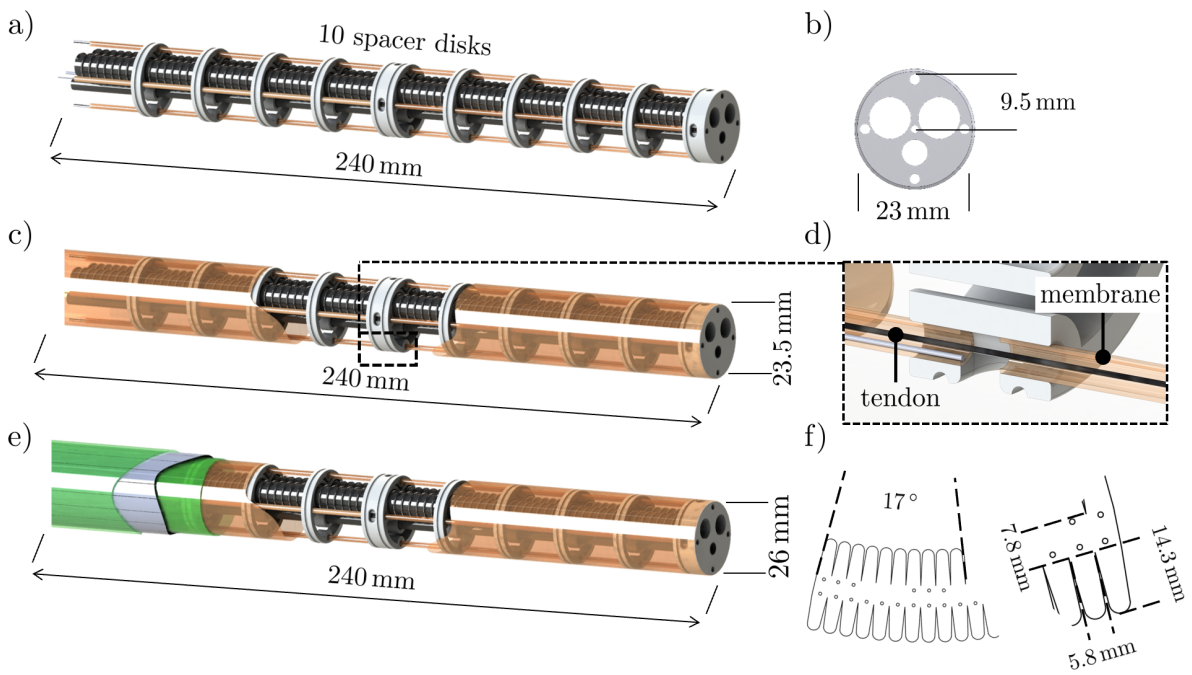 a)
10 spacer disks
240 mm
b)
9.5 mm
23 mm
c)
23.5 mm
240 mm
d)
membrane
tendon
e)
26 mm
240 mm
f)
17°
7.8 mm
14.3 mm
5.8 mm